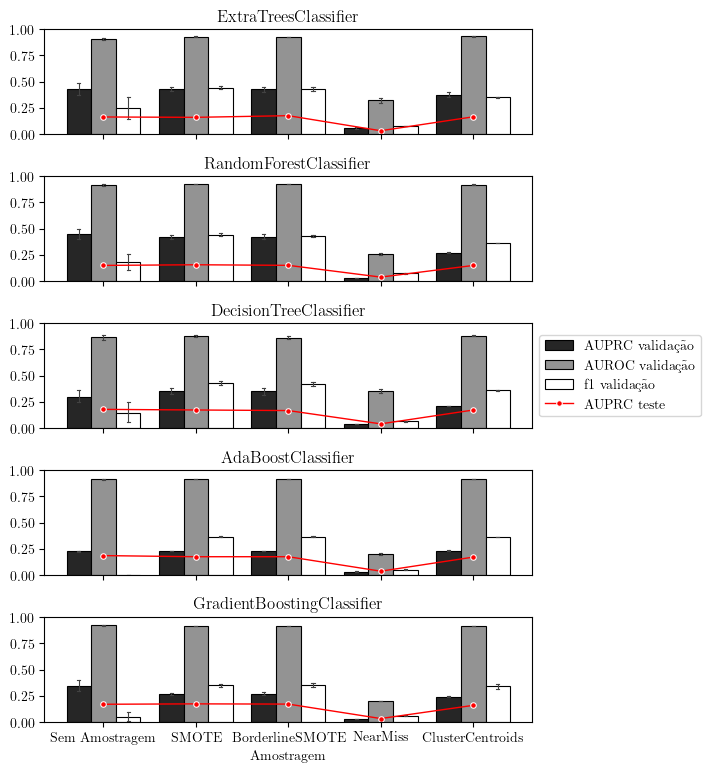 ExtraTreesClassifier
1.00
0.75
0.50
0.25
0.00
RandomForestClassifier
1.00
0.75
0.50
0.25
0.00
DecisionTreeClassifier
1.00
0.75
0.50
0.25
0.00
AUPRC validação
AUROC validação
f1 validação
AUPRC teste
AdaBoostClassifier
1.00
0.75
0.50
0.25
0.00
GradientBoostingClassifier
1.00
0.75
0.50
0.25
0.00
Sem Amostragem SMOTE BorderlineSMOTE NearMiss ClusterCentroids
Amostragem